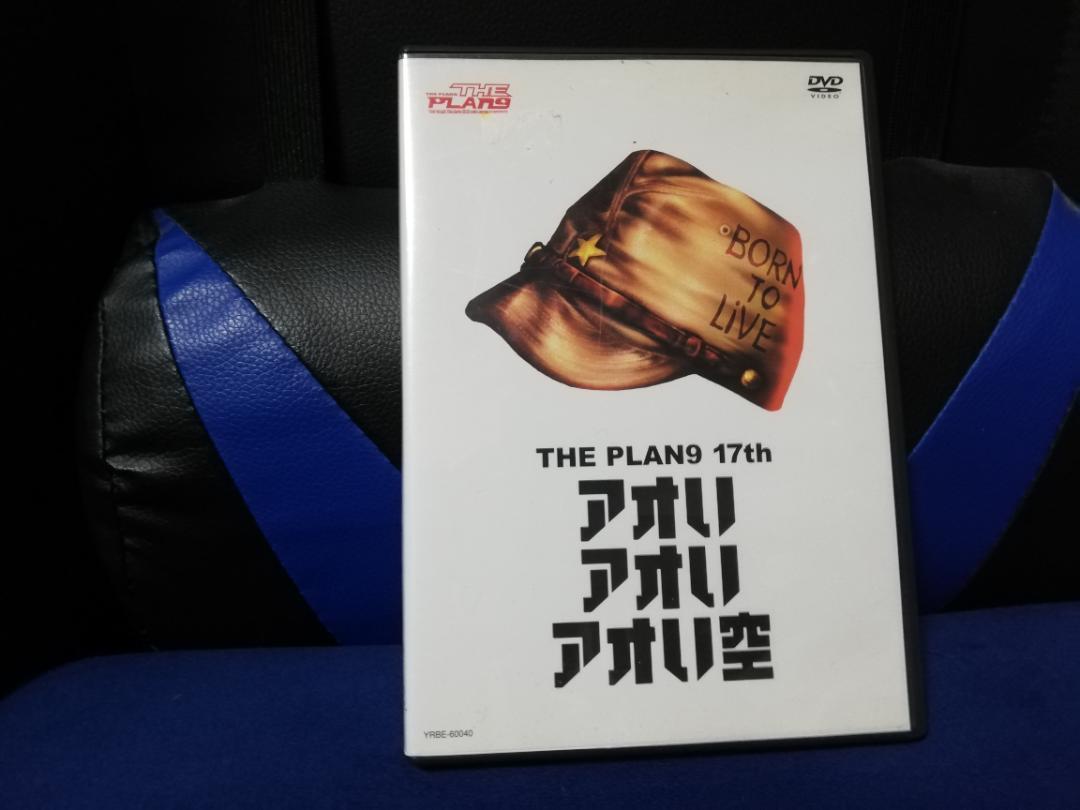 THE PLAN9
DVD
VIDEO
BORN
TO
LiVE
THE PLAN9 17th
アオい
アオい
アオい空
YRBE-60040